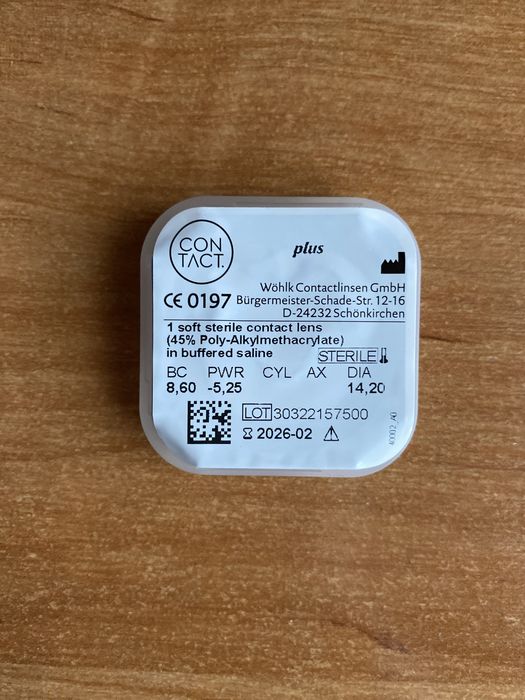 CON
TACT.
plus
Wöhlk Contactlinsen GmbH
CE 0197 Bürgermeister-Schade-Str. 12-16
D-24232 Schönkirchen
1 soft sterile contact lens
(45% Poly-Alkylmethacrylate)
in buffered saline STERILE
BC PWR CYL AX DIA
8,60 -5,25 14,20
LOT 30322157500
2026-02
40002_A0